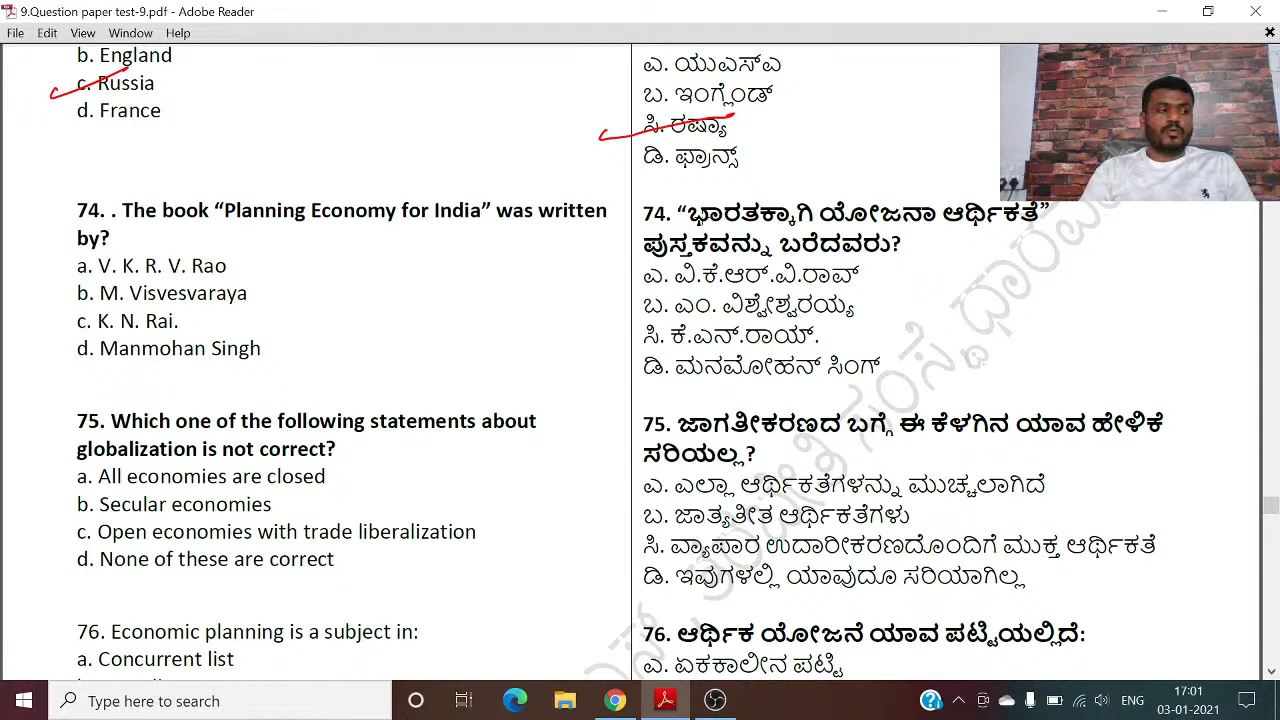 9.Question paper test-9.pdf - Adobe Reader
File Edit View Window Help
b. England
c. Russia
d. France
74. . The book “Planning Economy for India” was written
by?
a. V. K. R. V. Rao
b. M. Visvesvaraya
c. K. N. Rai.
d. Manmohan Singh
75. Which one of the following statements about
globalization is not correct?
a. All economies are closed
b. Secular economies
c. Open economies with trade liberalization
d. None of these are correct
76. Economic planning is a subject in:
a. Concurrent list
ಎ. ಯುಎಸ್ಎ
ಬ. ಇಂಗ್ಲೆಂಡ್
ಸಿ. ರಷ್ಯಾ
ಡಿ. ಫ್ರಾನ್ಸ್
74. “ಭಾರತಕ್ಕಾಗಿ ಯೋಜನಾ ಆರ್ಥಿಕತೆ”
ಪುಸ್ತಕವನ್ನು ಬರೆದವರು?
ಎ. ವಿ.ಕೆ.ಆರ್.ವಿ.ರಾವ್
ಬ. ಎಂ. ವಿಶ್ವೇಶ್ವರಯ್ಯ
ಸಿ. ಕೆ.ಎನ್.ರಾಯ್.
ಡಿ. ಮನಮೋಹನ್ ಸಿಂಗ್
75. ಜಾಗತೀಕರಣದ ಬಗ್ಗೆ ಈ ಕೆಳಗಿನ ಯಾವ ಹೇಳಿಕೆ
ಸರಿಯಲ್ಲ?
ಎ. ಎಲ್ಲಾ ಆರ್ಥಿಕತೆಗಳನ್ನು ಮುಚ್ಚಲಾಗಿದೆ
ಬ. ಜಾತ್ಯತೀತ ಆರ್ಥಿಕತೆಗಳು
ಸಿ. ವ್ಯಾಪಾರ ಉದಾರೀಕರಣದೊಂದಿಗೆ ಮುಕ್ತ ಆರ್ಥಿಕತೆ
ಡಿ. ಇವುಗಳಲ್ಲಿ ಯಾವುದೂ ಸರಿಯಾಗಿಲ್ಲ
76. ಆರ್ಥಿಕ ಯೋಜನೆ ಯಾವ ಪಟ್ಟಿಯಲ್ಲಿದೆ:
ಎ. ಏಕಕಾಲೀನ ಪಟ್ಟಿ
Type here to search
ENG
17:01
03-01-2021